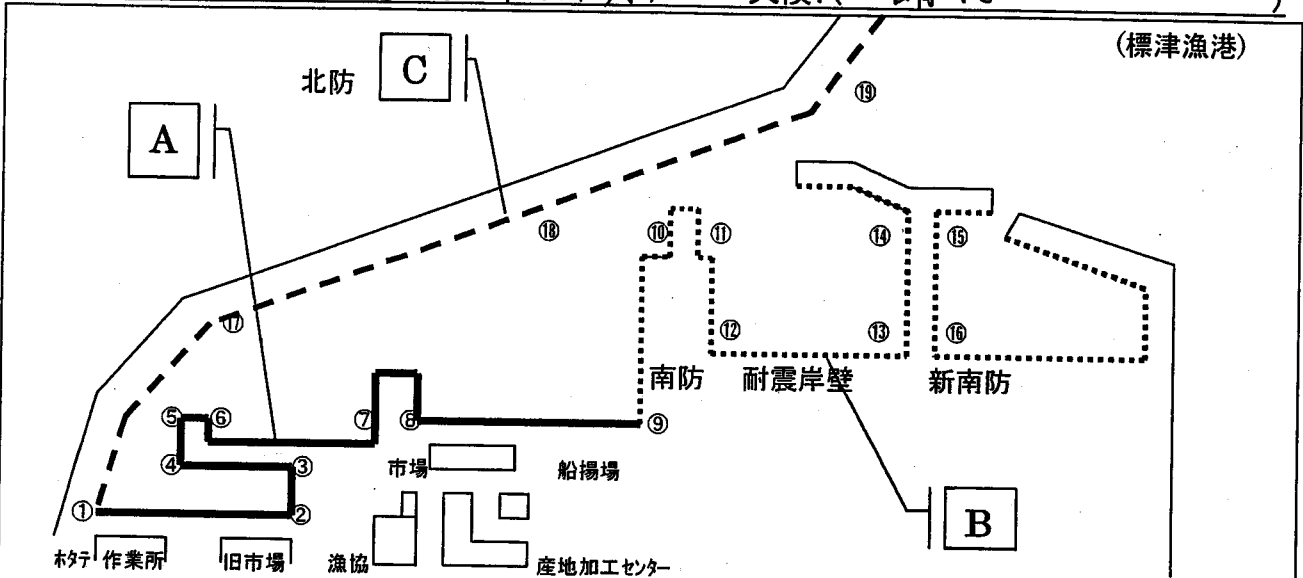 (標津漁港)
北防
C
A
⑲
⑱
⑩
⑪
⑭
⑮
⑰
⑫
⑬
⑯
南防
耐震岸壁
新南防
⑤
⑥
⑦
⑧
⑨
④
③
市場
船揚場
①
②
B
ホタテ
作業所
旧市場
漁協
産地加工センター